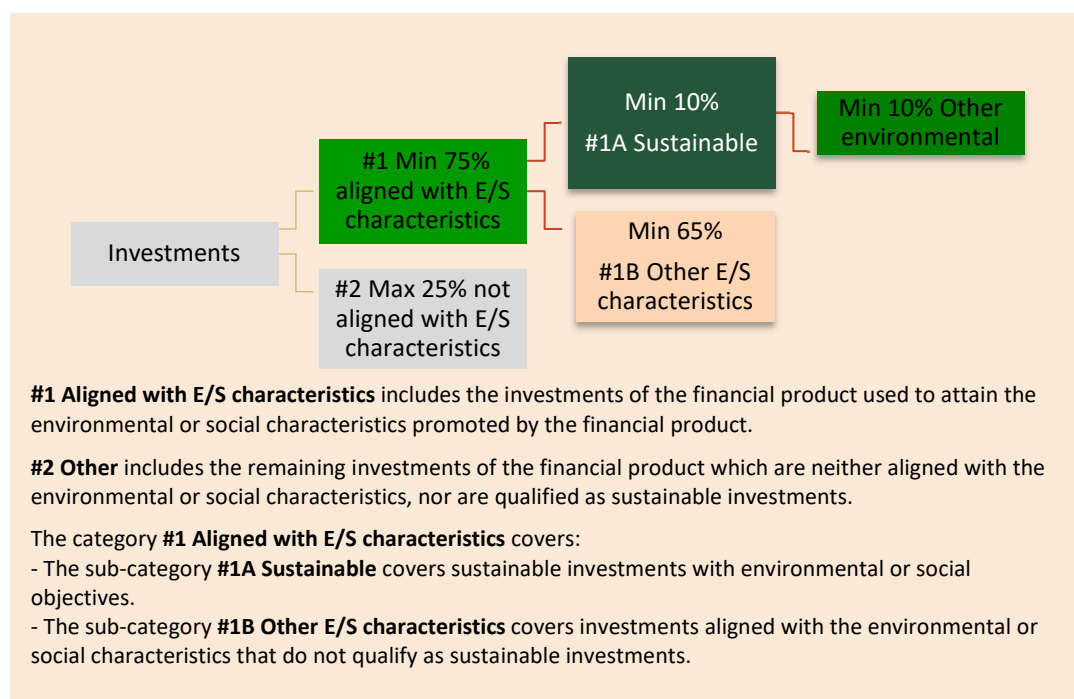 Investments
#1 Min 75%
aligned with E/S
characteristics
#2 Max 25% not
aligned with E/S
characteristics
Min 10%
#1A Sustainable
Min 65%
#1B Other E/S
characteristics
Min 10% Other
environmental
#1 Aligned with E/S characteristics includes the investments of the financial product used to attain the
environmental or social characteristics promoted by the financial product.
#2 Other includes the remaining investments of the financial product which are neither aligned with the
environmental or social characteristics, nor are qualified as sustainable investments.
The category #1 Aligned with E/S characteristics covers:
- The sub-category #1A Sustainable covers sustainable investments with environmental or social
objectives.
- The sub-category #1B Other E/S characteristics covers investments aligned with the environmental or
social characteristics that do not qualify as sustainable investments.